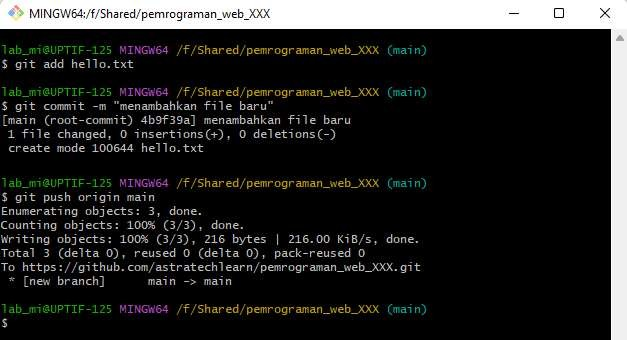 MINGW64:/f/Shared/pemrograman_web_XXX
lab_mi@UPTIF-125 MINGW64 /f/Shared/pemrograman_web_XXX (main)
$ git add hello.txt
lab_mi@UPTIF-125 MINGW64 /f/Shared/pemrograman_web_XXX (main)
$ git commit -m "menambahkan file baru"
[main (root-commit) 4b9f39a] menambahkan file baru
1 file changed, 0 insertions(+), 0 deletions(-)
create mode 100644 hello.txt
lab_mi@UPTIF-125 MINGW64 /f/Shared/pemrograman_web_XXX (main)
$ git push origin main
Enumerating objects: 3, done.
Counting objects: 100% (3/3), done.
Writing objects: 100% (3/3), 216 bytes | 216.00 KiB/s, done.
Total 3 (delta 0), reused 0 (delta 0), pack-reused 0
To https://github.com/astratechlearn/pemrograman_web_XXX.git
* [new branch] main -> main
lab_mi@UPTIF-125 MINGW64 /f/Shared/pemrograman_web_XXX (main)
$